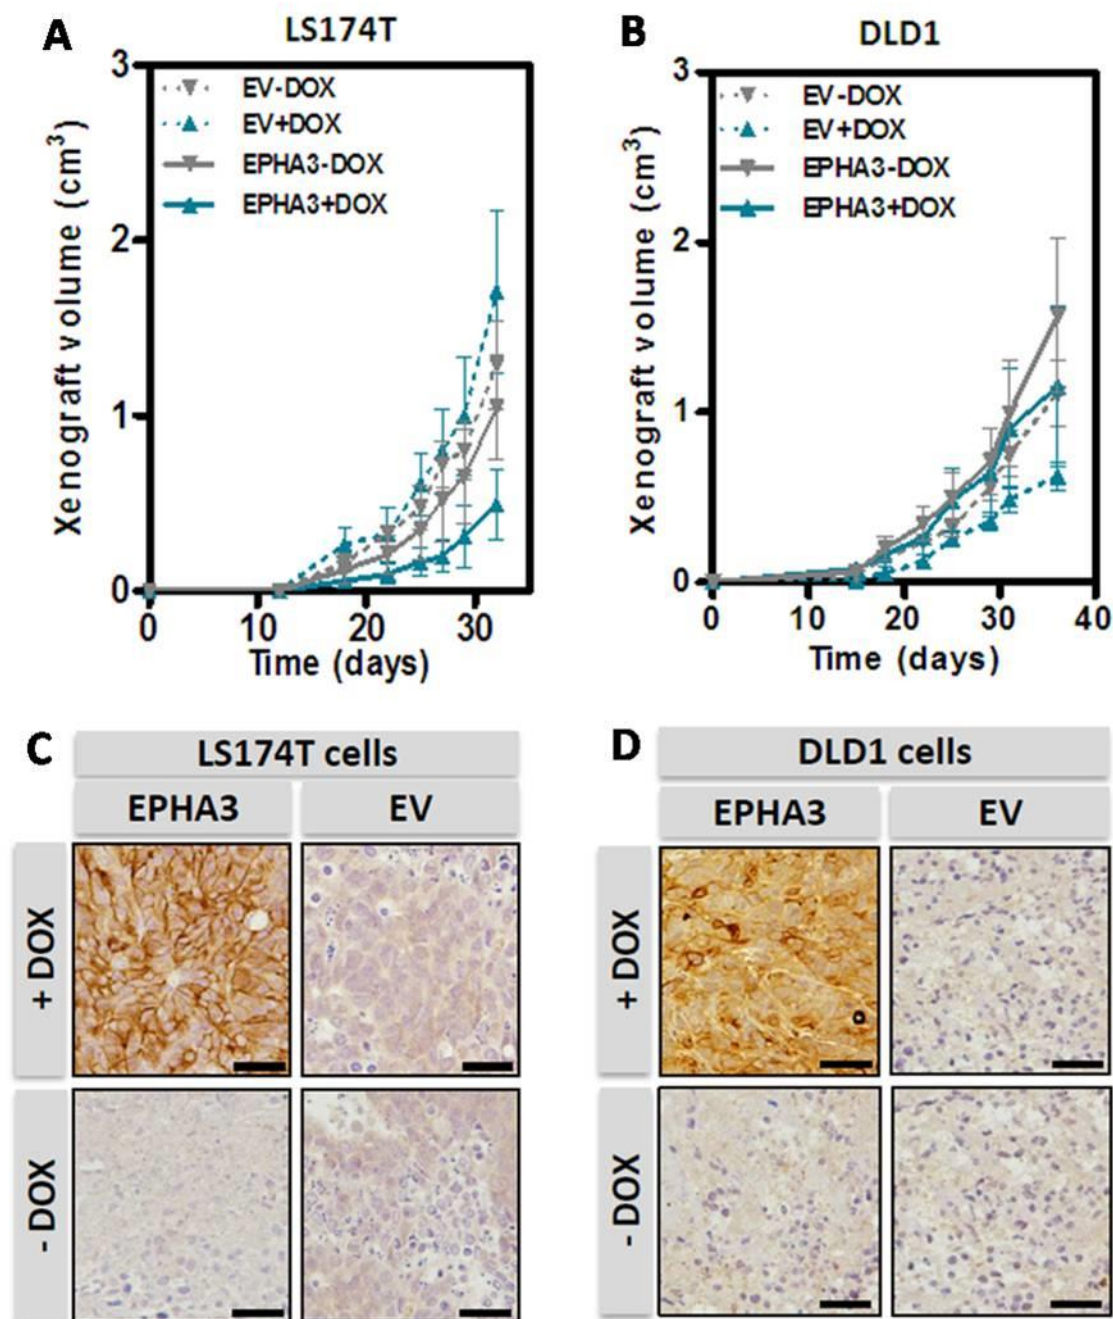 A
LS174T
3
2
1
0
Xenograft volume (cm³)
EV-DOX
EV+DOX
EPHA3-DOX
EPHA3+DOX
0 10 20 30
Time (days)
B
DLD1
3
2
1
0
Xenograft volume (cm³)
EV-DOX
EV+DOX
EPHA3-DOX
EPHA3+DOX
0 10 20 30 40
Time (days)
C
LS174T cells
EPHA3 EV
+ DOX
- DOX
D
DLD1 cells
EPHA3 EV
+ DOX
- DOX